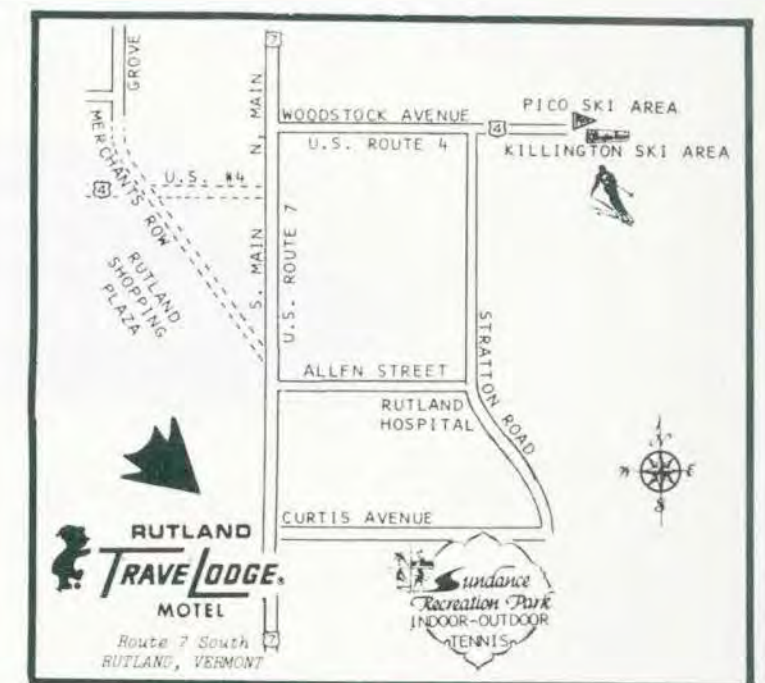 7
GROVE
N. MAIN
WOODSTOCK AVENUE
4
U.S. ROUTE 4
PICO SKI AREA
KILLINGTON SKI AREA
MERCHANTS ROW
U.S. #4
4
S. MAIN
U.S. ROUTE 7
RUTLAND
SHOPPING
PLAZA
ALLEN STREET
STRATTON ROAD
RUTLAND
HOSPITAL
N
E
S
CURTIS AVENUE
RUTLAND
TRAVELODGE®
MOTEL
Route 7 South
RUTLAND, VERMONT
7
Sundance
Recreation Park
INDOOR-OUTDOOR
TENNIS